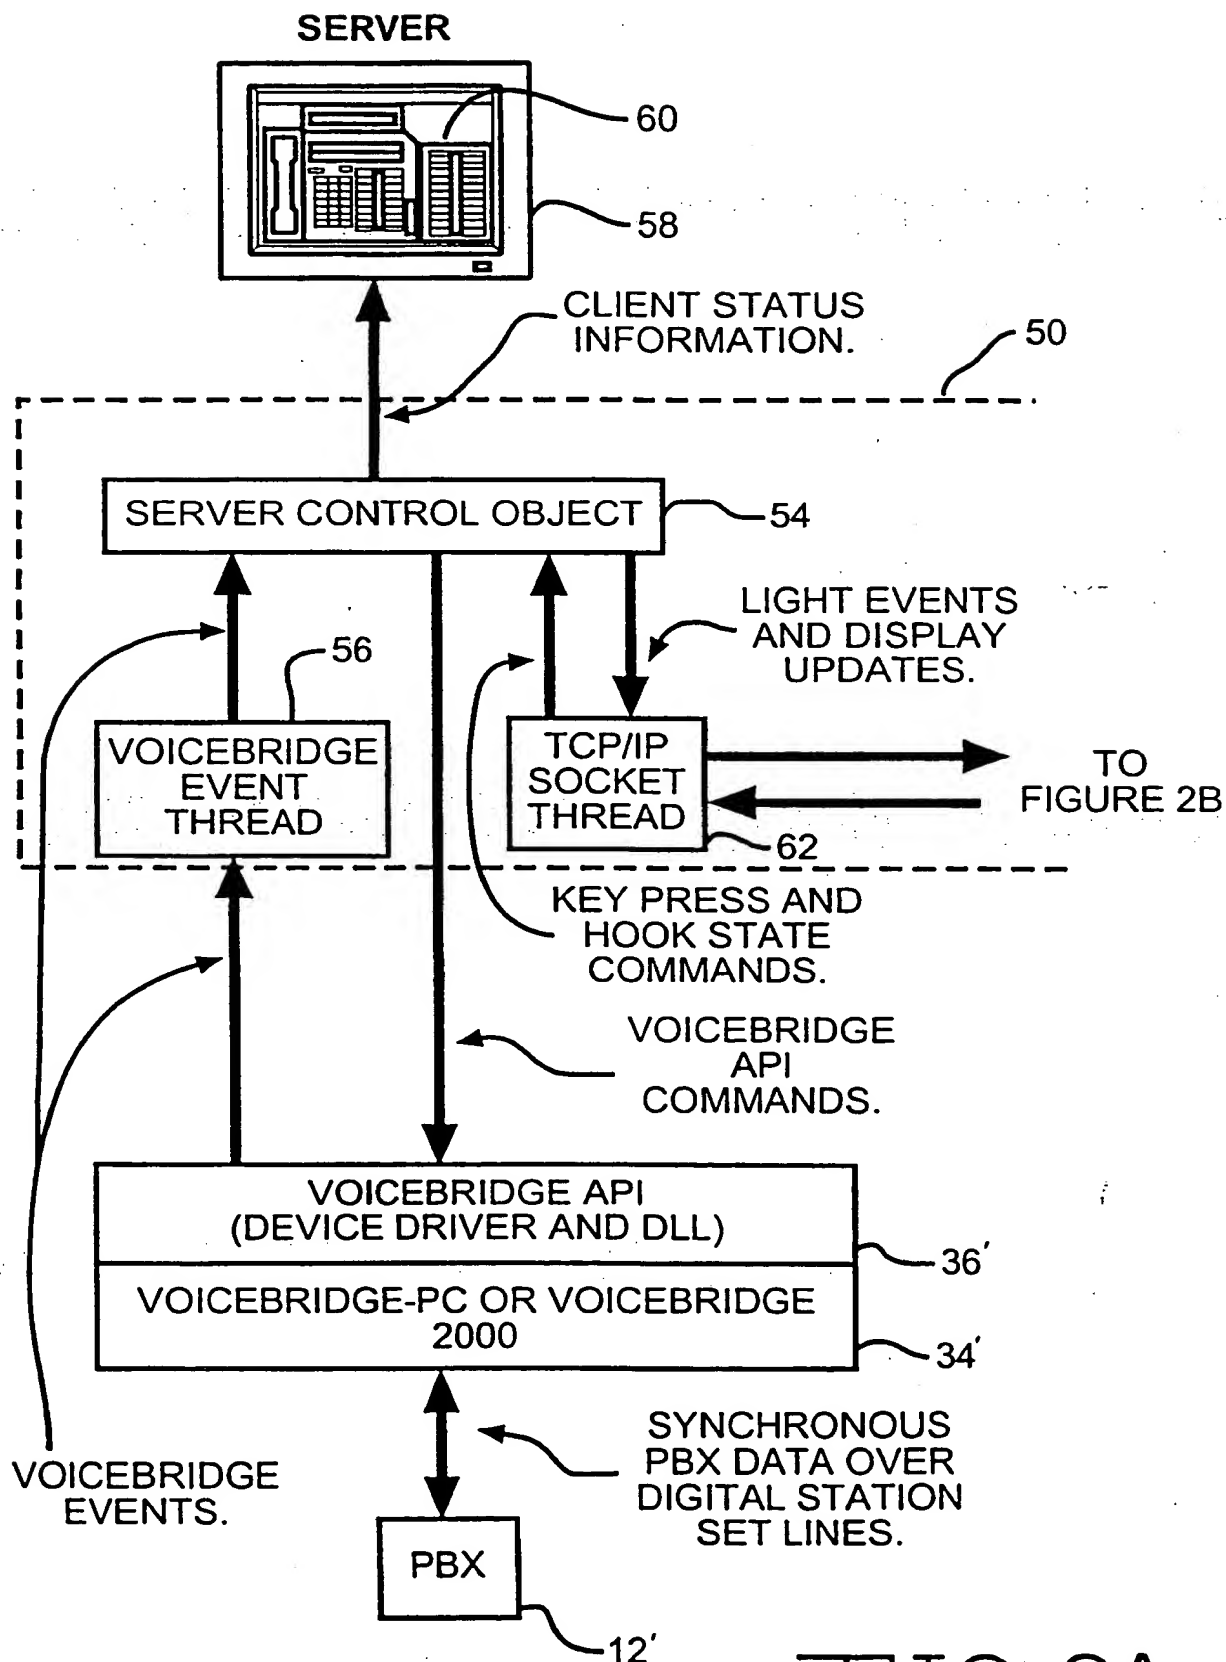 SERVER
60
58
CLIENT STATUS
INFORMATION.
50
SERVER CONTROL OBJECT
54
LIGHT EVENTS
AND DISPLAY
UPDATES.
56
VOICEBRIDGE
EVENT
THREAD
TCP/IP
SOCKET
THREAD
TO
FIGURE 2B
62
KEY PRESS AND
HOOK STATE
COMMANDS.
VOICEBRIDGE
API
COMMANDS.
VOICEBRIDGE API
(DEVICE DRIVER AND DLL)
36'
VOICEBRIDGE-PC OR VOICEBRIDGE
2000
34'
SYNCHRONOUS
PBX DATA OVER
DIGITAL STATION
SET LINES.
VOICEBRIDGE
EVENTS.
PBX
12'